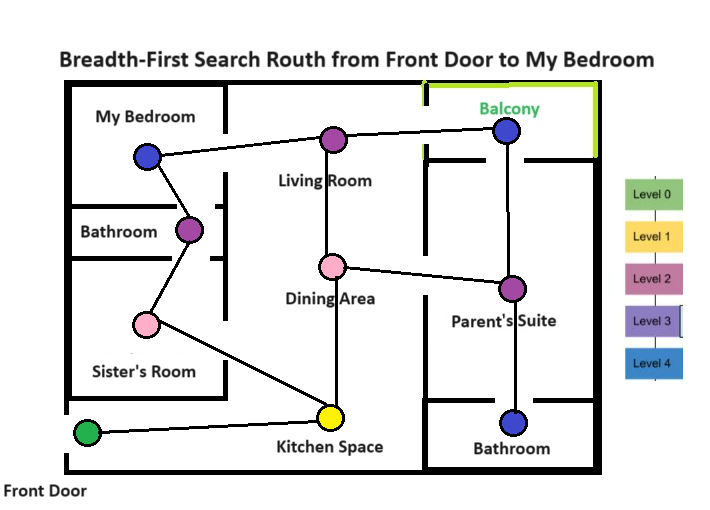 Breadth-First Search Routh from Front Door to My Bedroom
My Bedroom
Balcony
Living Room
Bathroom
Dining Area
Parent's Suite
Sister's Room
Kitchen Space
Bathroom
Front Door
Level 0
Level 1
Level 2
Level 3
Level 4